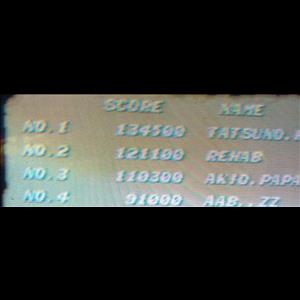 SCORE NAME
NO.1 134500 TATSUNO.A
NO.2 121100 REHAB
NO.3 110300 AKIO.PAPA
NO.4 91000 AAB..ZZ